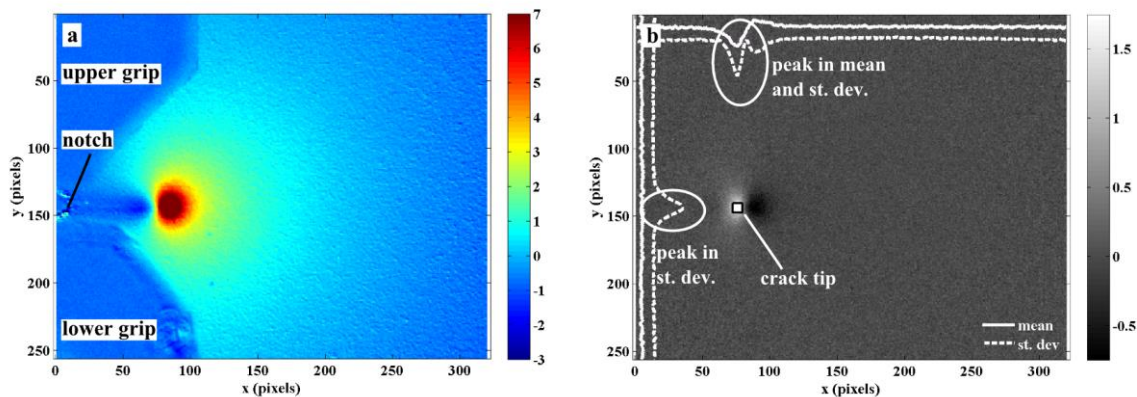 a
upper grip
notch
lower grip
50
100
150
200
250
y (pixels)
0
50
100
150
200
250
300
x (pixels)
7
6
5
4
3
2
1
0
-1
-2
-3
b
peak in mean
and st. dev.
peak in
st. dev.
crack tip
mean
st. dev
50
100
150
200
250
y (pixels)
0
50
100
150
200
250
300
x (pixels)
1.5
1
0.5
0
-0.5